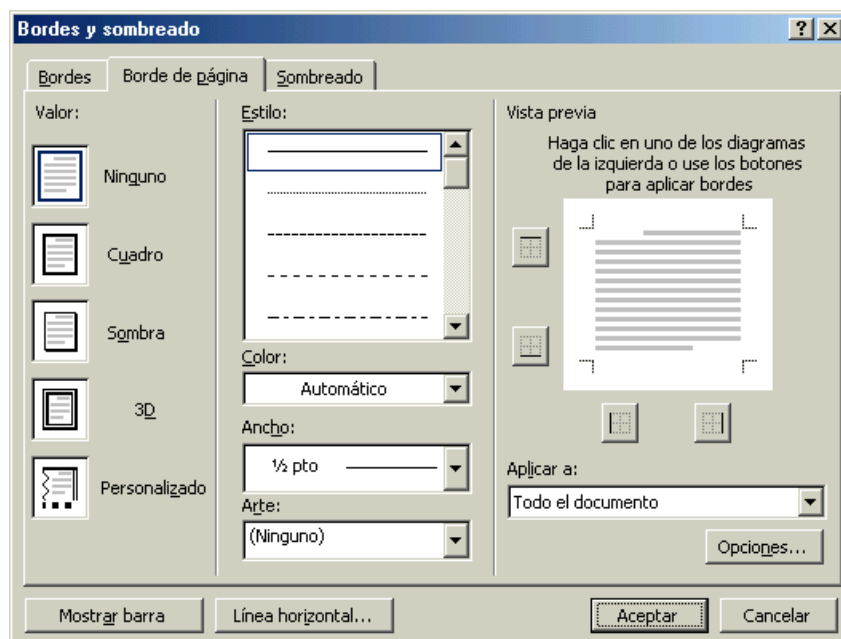 Bordes y sombreado
Bordes
Borde de página
Sombreado
Valor:
Ninguno
Cuadro
Sombra
3D
Personalizado
Estilo:
Color:
Automático
Ancho:
½ pto
Arte:
(Ninguno)
Vista previa
Haga clic en uno de los diagramas
de la izquierda o use los botones
para aplicar bordes
Aplicar a:
Todo el documento
Opciones...
Mostrar barra
Línea horizontal...
Aceptar
Cancelar